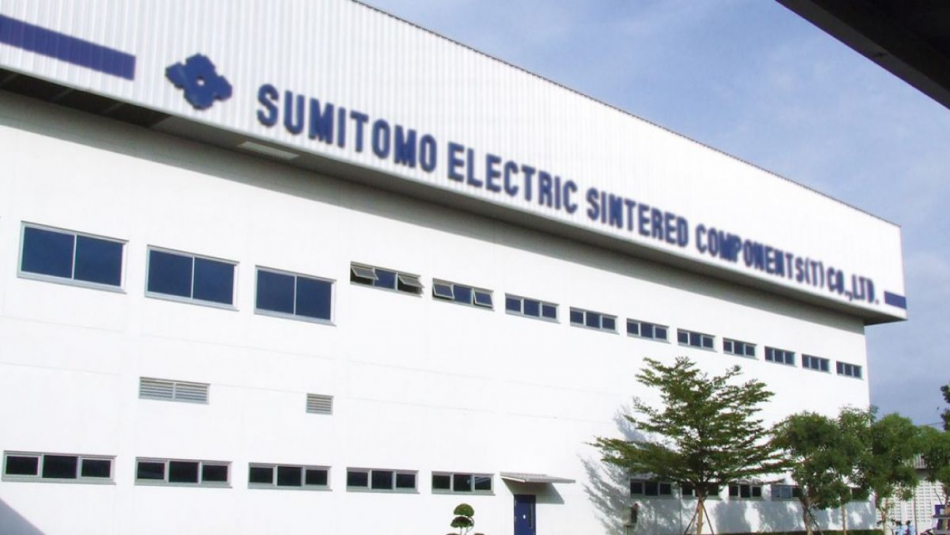 SUMITOMO ELECTRIC SINTERED COMPONENTS(T)CO.,LTD.